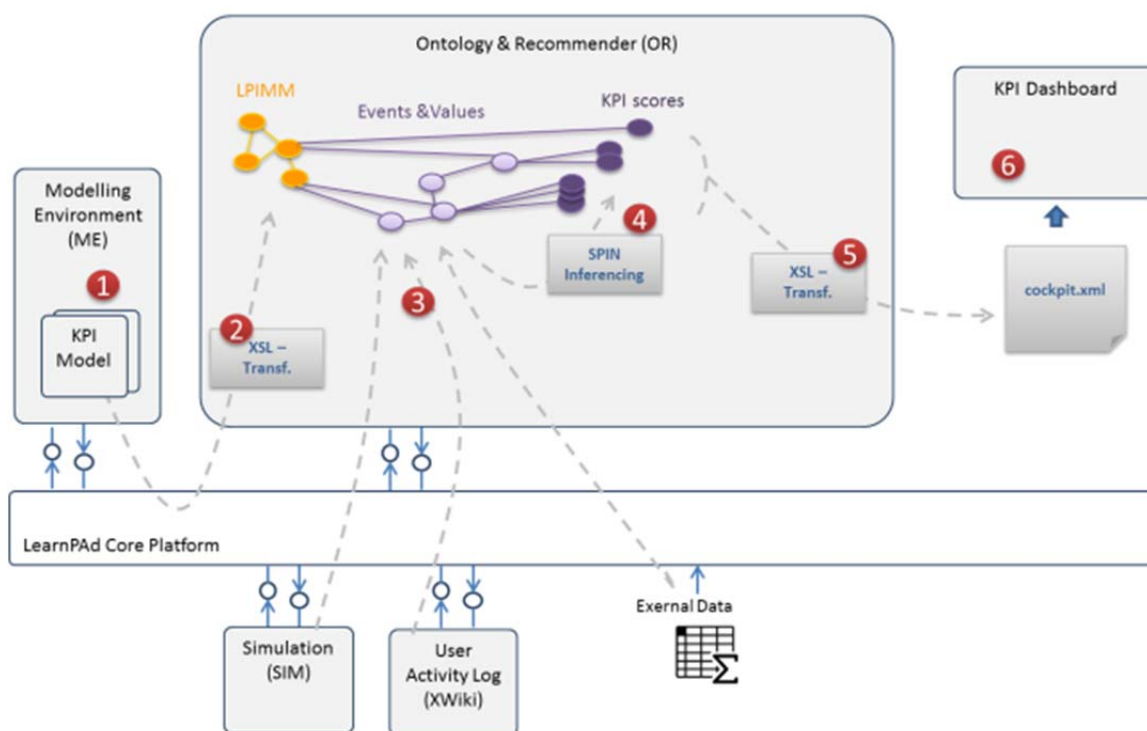 Ontology & Recommender (OR)
LPIMM
Events &Values
KPI scores
KPI Dashboard
6
Modelling
Environment
(ME)
1
KPI
Model
2
XSL –
Transf.
3
4
SPIN
Inferencing
5
XSL –
Transf.
cockpit.xml
LearnPAd Core Platform
Simulation
(SIM)
User
Activity Log
(XWiki)
Exernal Data
Σ